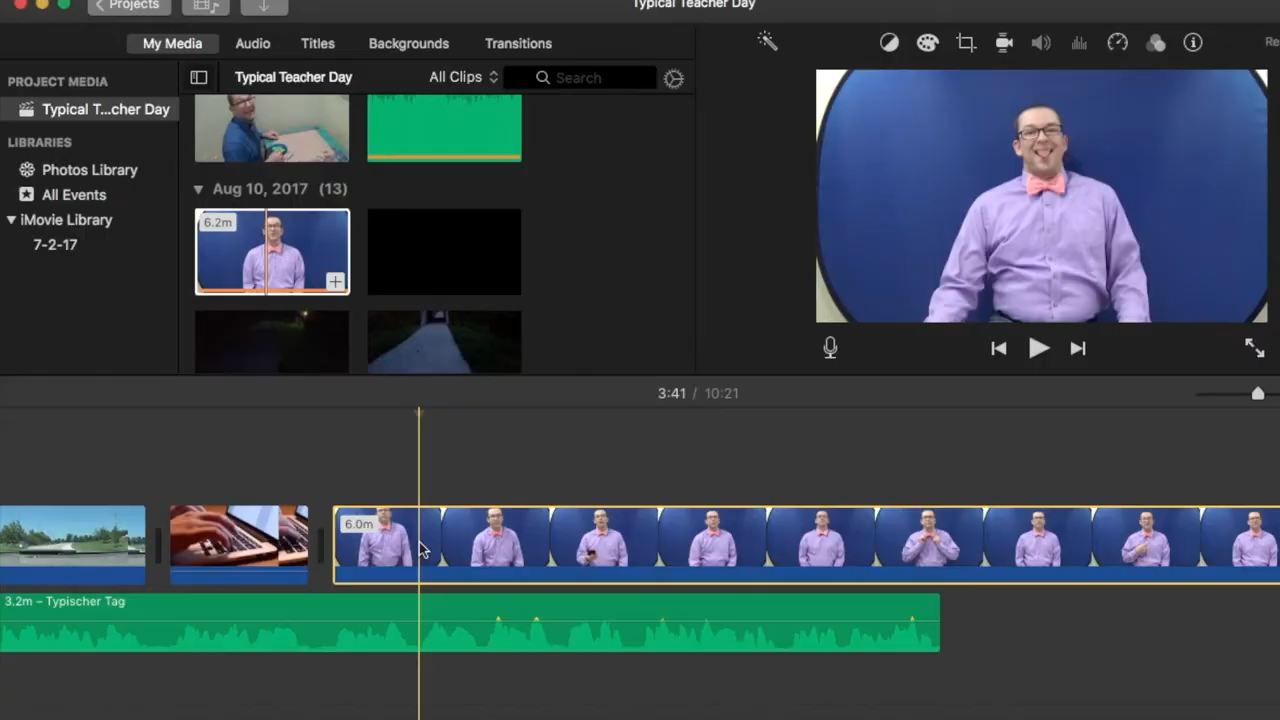 Projects
Typical Teacher Day
My Media
Audio
Titles
Backgrounds
Transitions
Re
PROJECT MEDIA
Typical T...cher Day
LIBRARIES
Photos Library
All Events
iMovie Library
7-2-17
Typical Teacher Day
All Clips
Search
Aug 10, 2017 (13)
6.2m
3:41 / 10:21
6.0m
3.2m – Typischer Tag